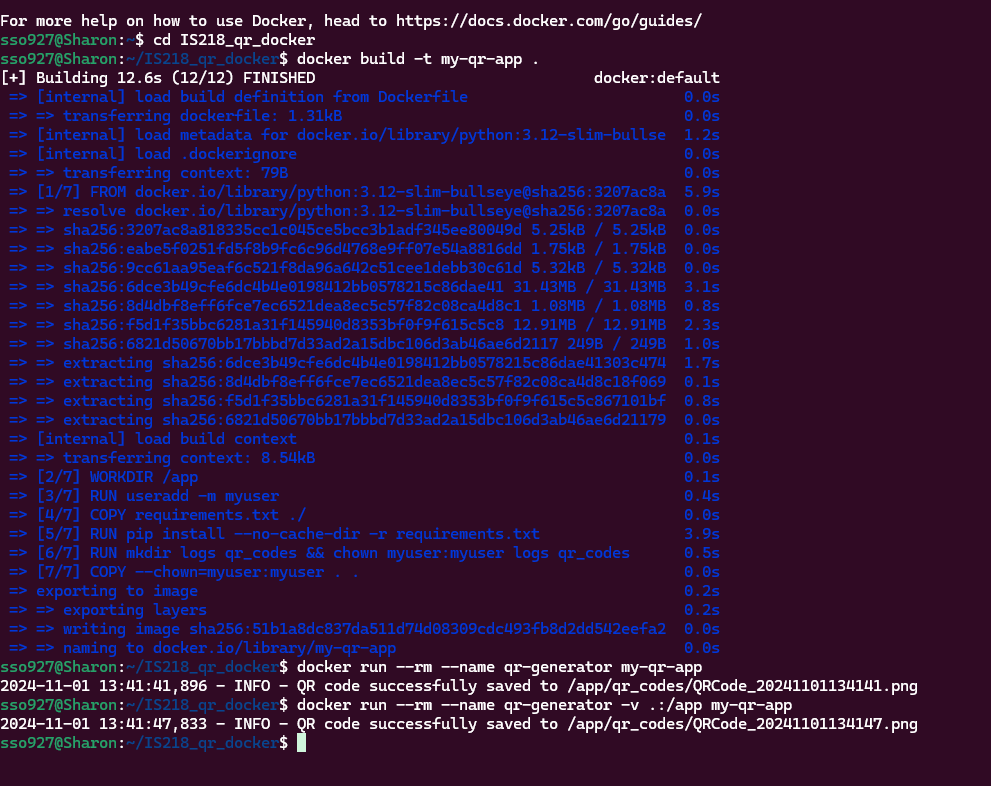 For more help on how to use Docker, head to https://docs.docker.com/go/guides/
sso927@Sharon:~$ cd IS218_qr_docker
sso927@Sharon:~/IS218_qr_docker$ docker build -t my-qr-app .
[+] Building 12.6s (12/12) FINISHED docker:default
=> [internal] load build definition from Dockerfile 0.0s
=> => transferring dockerfile: 1.31kB 0.0s
=> [internal] load metadata for docker.io/library/python:3.12-slim-bullse 1.2s
=> [internal] load .dockerignore 0.0s
=> => transferring context: 79B 0.0s
=> [1/7] FROM docker.io/library/python:3.12-slim-bullseye@sha256:3207ac8a 5.9s
=> => resolve docker.io/library/python:3.12-slim-bullseye@sha256:3207ac8a 0.0s
=> => sha256:3207ac8a818335cc1c045ce5bcc3b1adf345ee80049d 5.25kB / 5.25kB 0.0s
=> => sha256:eabe5f0251fd5f8b9fc6c96d4768e9ff07e54a8816dd 1.75kB / 1.75kB 0.0s
=> => sha256:9cc61aa95eaf6c521f8da96a642c51cee1debb30c61d 5.32kB / 5.32kB 0.0s
=> => sha256:6dce3b49cfe6dc4b4e0198412bb0578215c86dae41 31.43MB / 31.43MB 3.1s
=> => sha256:8d4dbf8eff6fce7ec6521dea8ec5c57f82c08ca4d8c1 1.08MB / 1.08MB 0.8s
=> => sha256:f5d1f35bbc6281a31f145940d8353bf0f9f615c5c8 12.91MB / 12.91MB 2.3s
=> => sha256:6821d50670bb17bbbd7d33ad2a15dbc106d3ab46ae6d2117 249B / 249B 1.0s
=> => extracting sha256:6dce3b49cfe6dc4b4e0198412bb0578215c86dae41303c474 1.7s
=> => extracting sha256:8d4dbf8eff6fce7ec6521dea8ec5c57f82c08ca4d8c18f069 0.1s
=> => extracting sha256:f5d1f35bbc6281a31f145940d8353bf0f9f615c5c867101bf 0.8s
=> => extracting sha256:6821d50670bb17bbbd7d33ad2a15dbc106d3ab46ae6d21179 0.0s
=> [internal] load build context 0.1s
=> => transferring context: 8.54kB 0.0s
=> [2/7] WORKDIR /app 0.1s
=> [3/7] RUN useradd -m myuser 0.4s
=> [4/7] COPY requirements.txt ./ 0.0s
=> [5/7] RUN pip install --no-cache-dir -r requirements.txt 3.9s
=> [6/7] RUN mkdir logs qr_codes && chown myuser:myuser logs qr_codes 0.5s
=> [7/7] COPY --chown=myuser:myuser . . 0.0s
=> exporting to image 0.2s
=> => exporting layers 0.2s
=> => writing image sha256:51b1a8dc837da511d74d08309cdc493fb8d2dd542eefa2 0.0s
=> => naming to docker.io/library/my-qr-app 0.0s
sso927@Sharon:~/IS218_qr_docker$ docker run --rm --name qr-generator my-qr-app
2024-11-01 13:41:41,896 - INFO - QR code successfully saved to /app/qr_codes/QRCode_20241101134141.png
sso927@Sharon:~/IS218_qr_docker$ docker run --rm --name qr-generator -v .:/app my-qr-app
2024-11-01 13:41:47,833 - INFO - QR code successfully saved to /app/qr_codes/QRCode_20241101134147.png
sso927@Sharon:~/IS218_qr_docker$